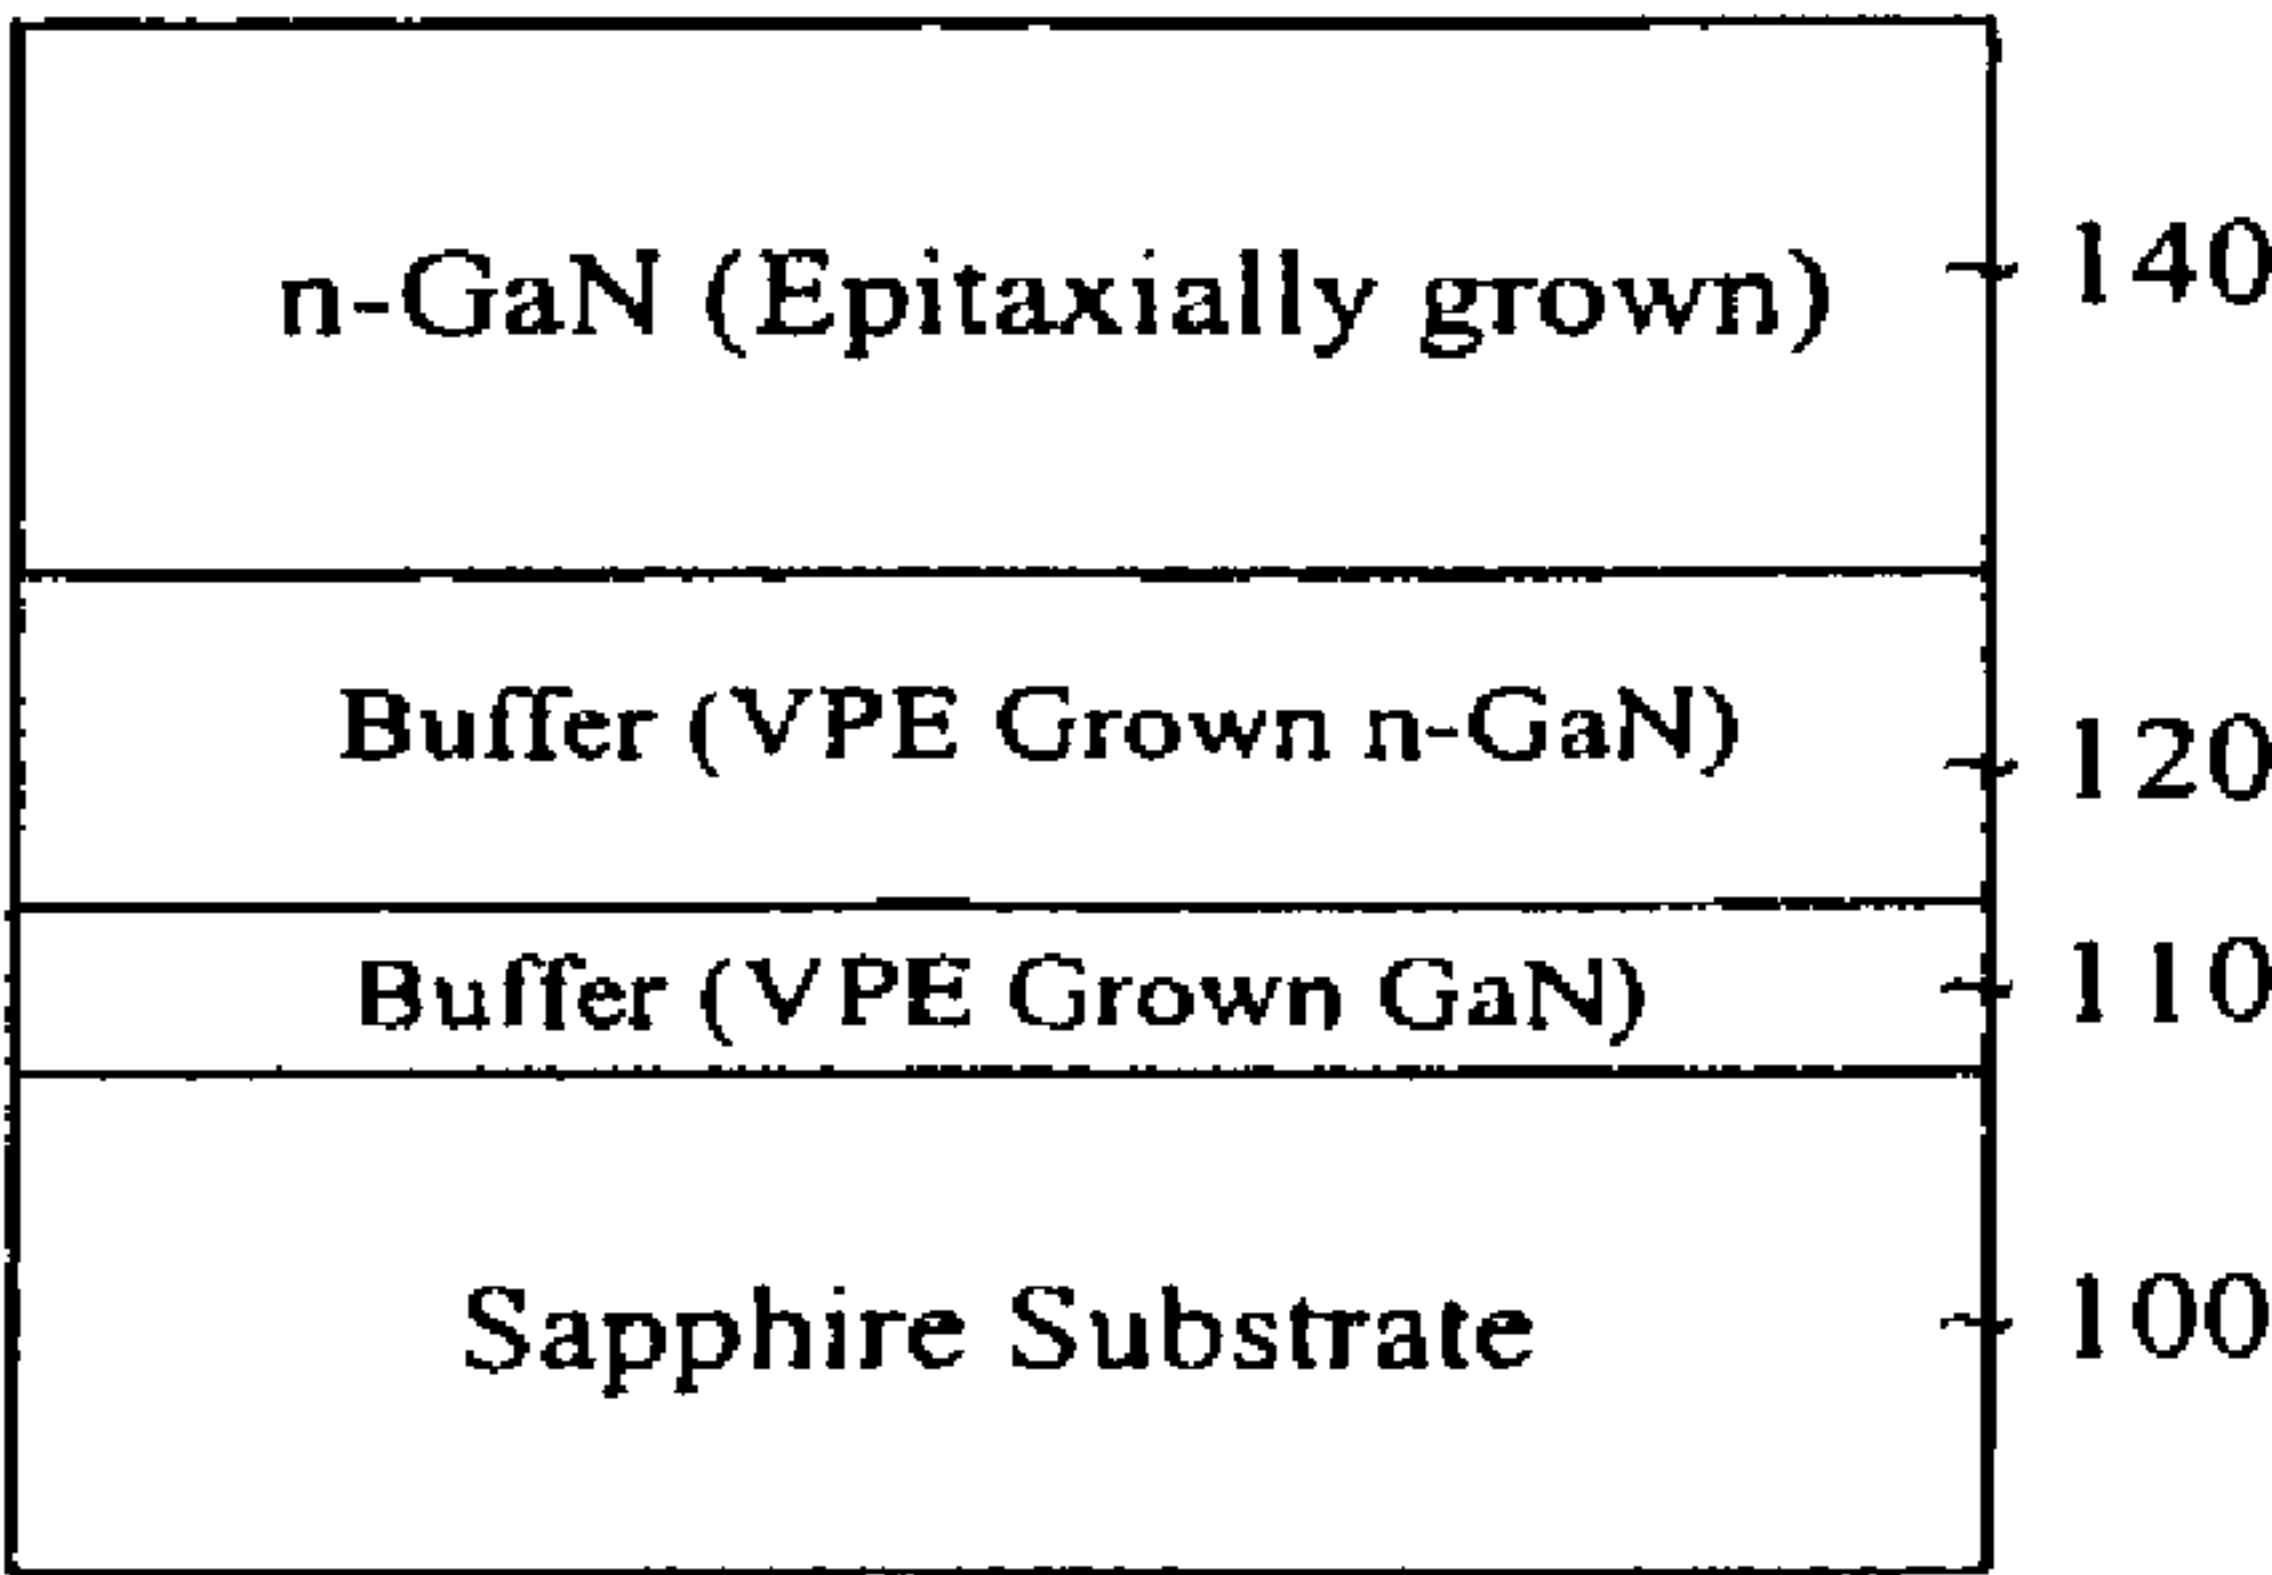 n-GaN (Epitaxially grown) 140
Buffer (VPE Grown n-GaN) 120
Buffer (VPE Grown GaN) 110
Sapphire Substrate 100